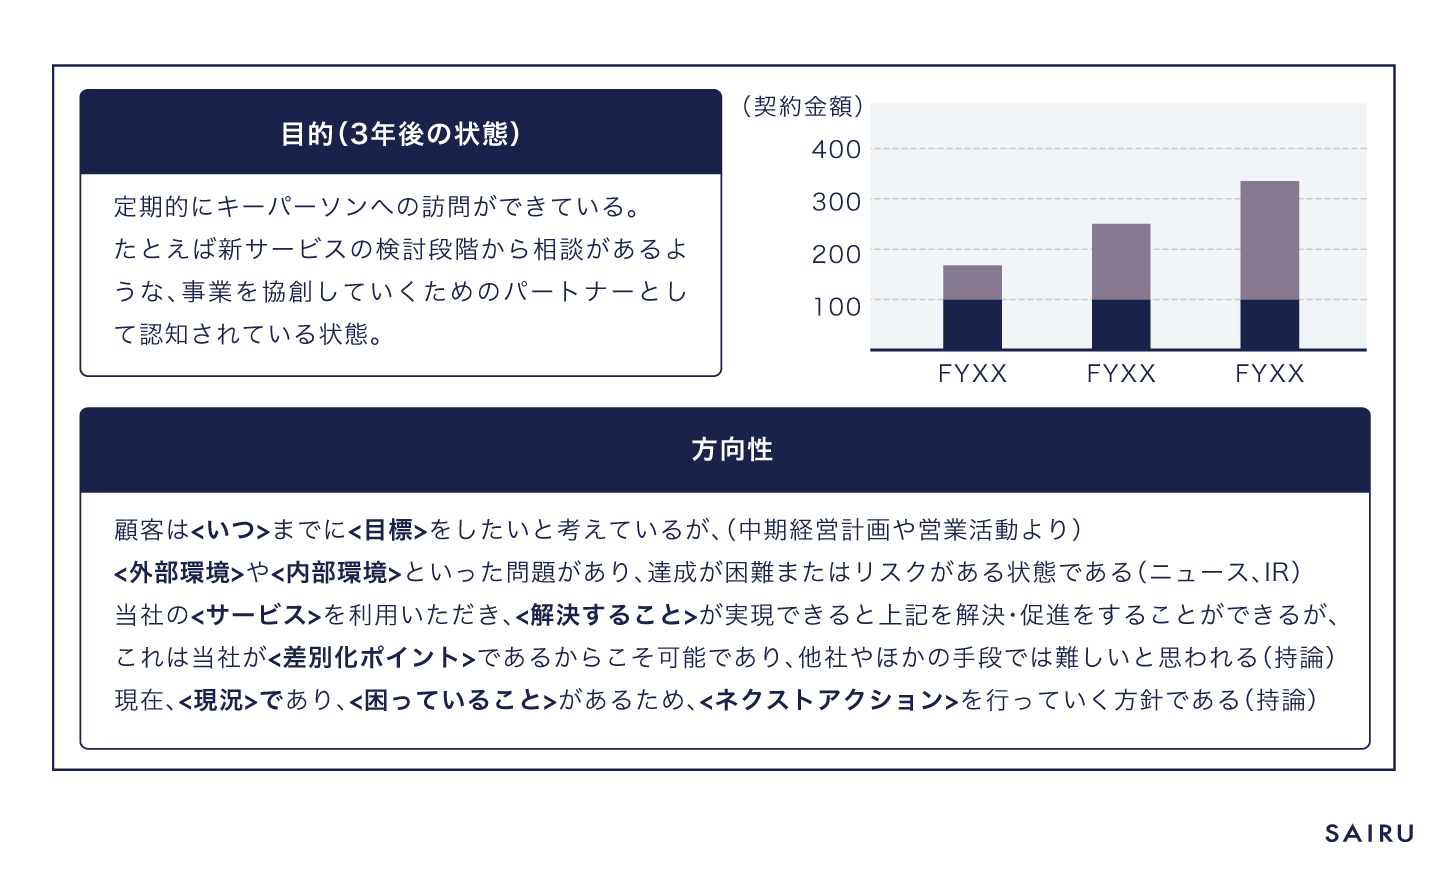 目的（3年後の状態）
定期的にキーパーソンへの訪問ができている。
たとえば新サービスの検討段階から相談があるよ
うな、事業を協創していくためのパートナーとし
て認知されている状態。
（契約金額）
400
300
200
100
FYXX FYXX FYXX
方向性
顧客は<いつ>までに<目標>をしたいと考えているが、（中期経営計画や営業活動より）
<外部環境>や<内部環境>といった問題があり、達成が困難またはリスクがある状態である（ニュース、IR）
当社の<サービス>を利用いただき、<解決すること>が実現できると上記を解決・促進をすることができるが、
これは当社が<差別化ポイント>であるからこそ可能であり、他社やほかの手段では難しいと思われる（持論）
現在、<現況>であり、<困っていること>があるため、<ネクストアクション>を行っていく方針である（持論）
SAIRU